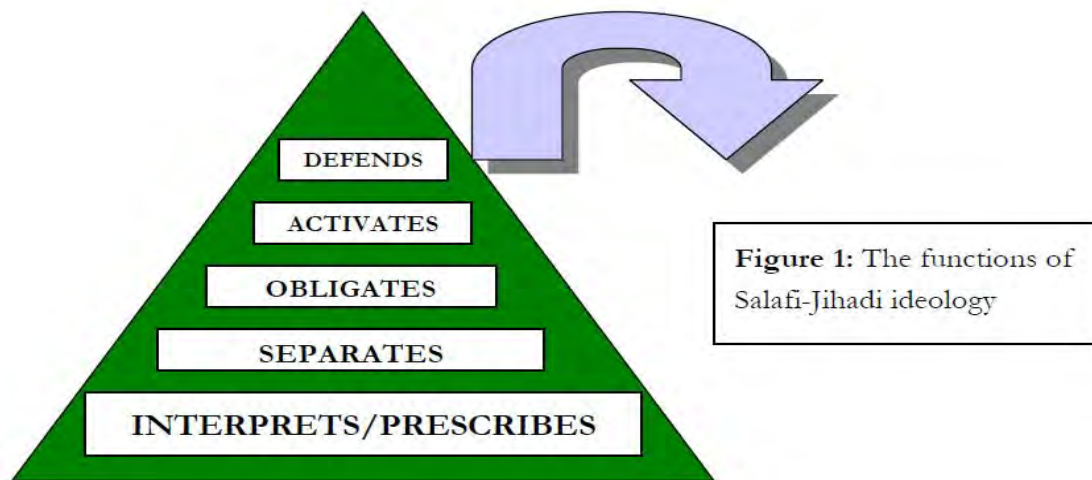 DEFENDS
ACTIVATES
OBLIGATES
SEPARATES
INTERPRETS/PRESCRIBES
Figure 1: The functions of
Salafi-Jihadi ideology